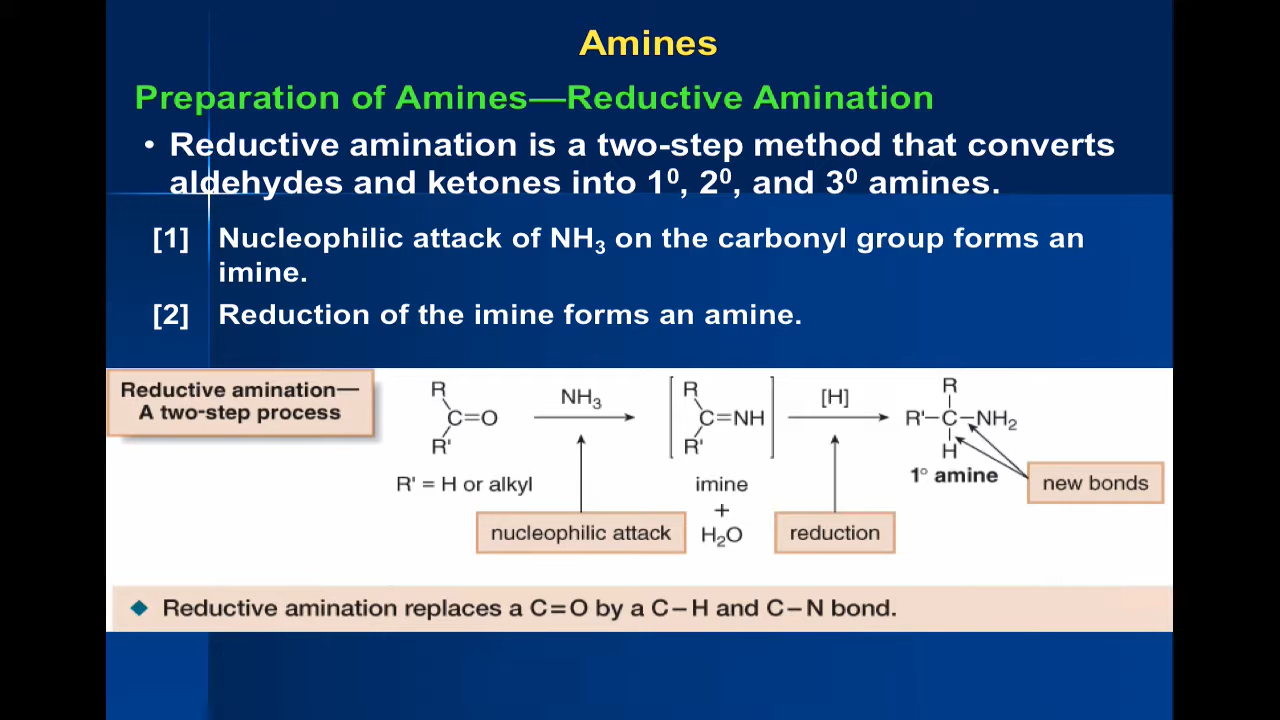 Amines
Preparation of Amines—Reductive Amination
• Reductive amination is a two-step method that converts
aldehydes and ketones into 1⁰, 2⁰, and 3⁰ amines.
[1] Nucleophilic attack of NH₃ on the carbonyl group forms an
imine.
[2] Reduction of the imine forms an amine.
Reductive amination—
A two-step process
R
C=O
R'
R' = H or alkyl
NH₃
nucleophilic attack
R
C=NH
R'
imine
+
H₂O
[H]
reduction
R
R'–C–NH₂
H
1° amine
new bonds
◆ Reductive amination replaces a C=O by a C–H and C–N bond.